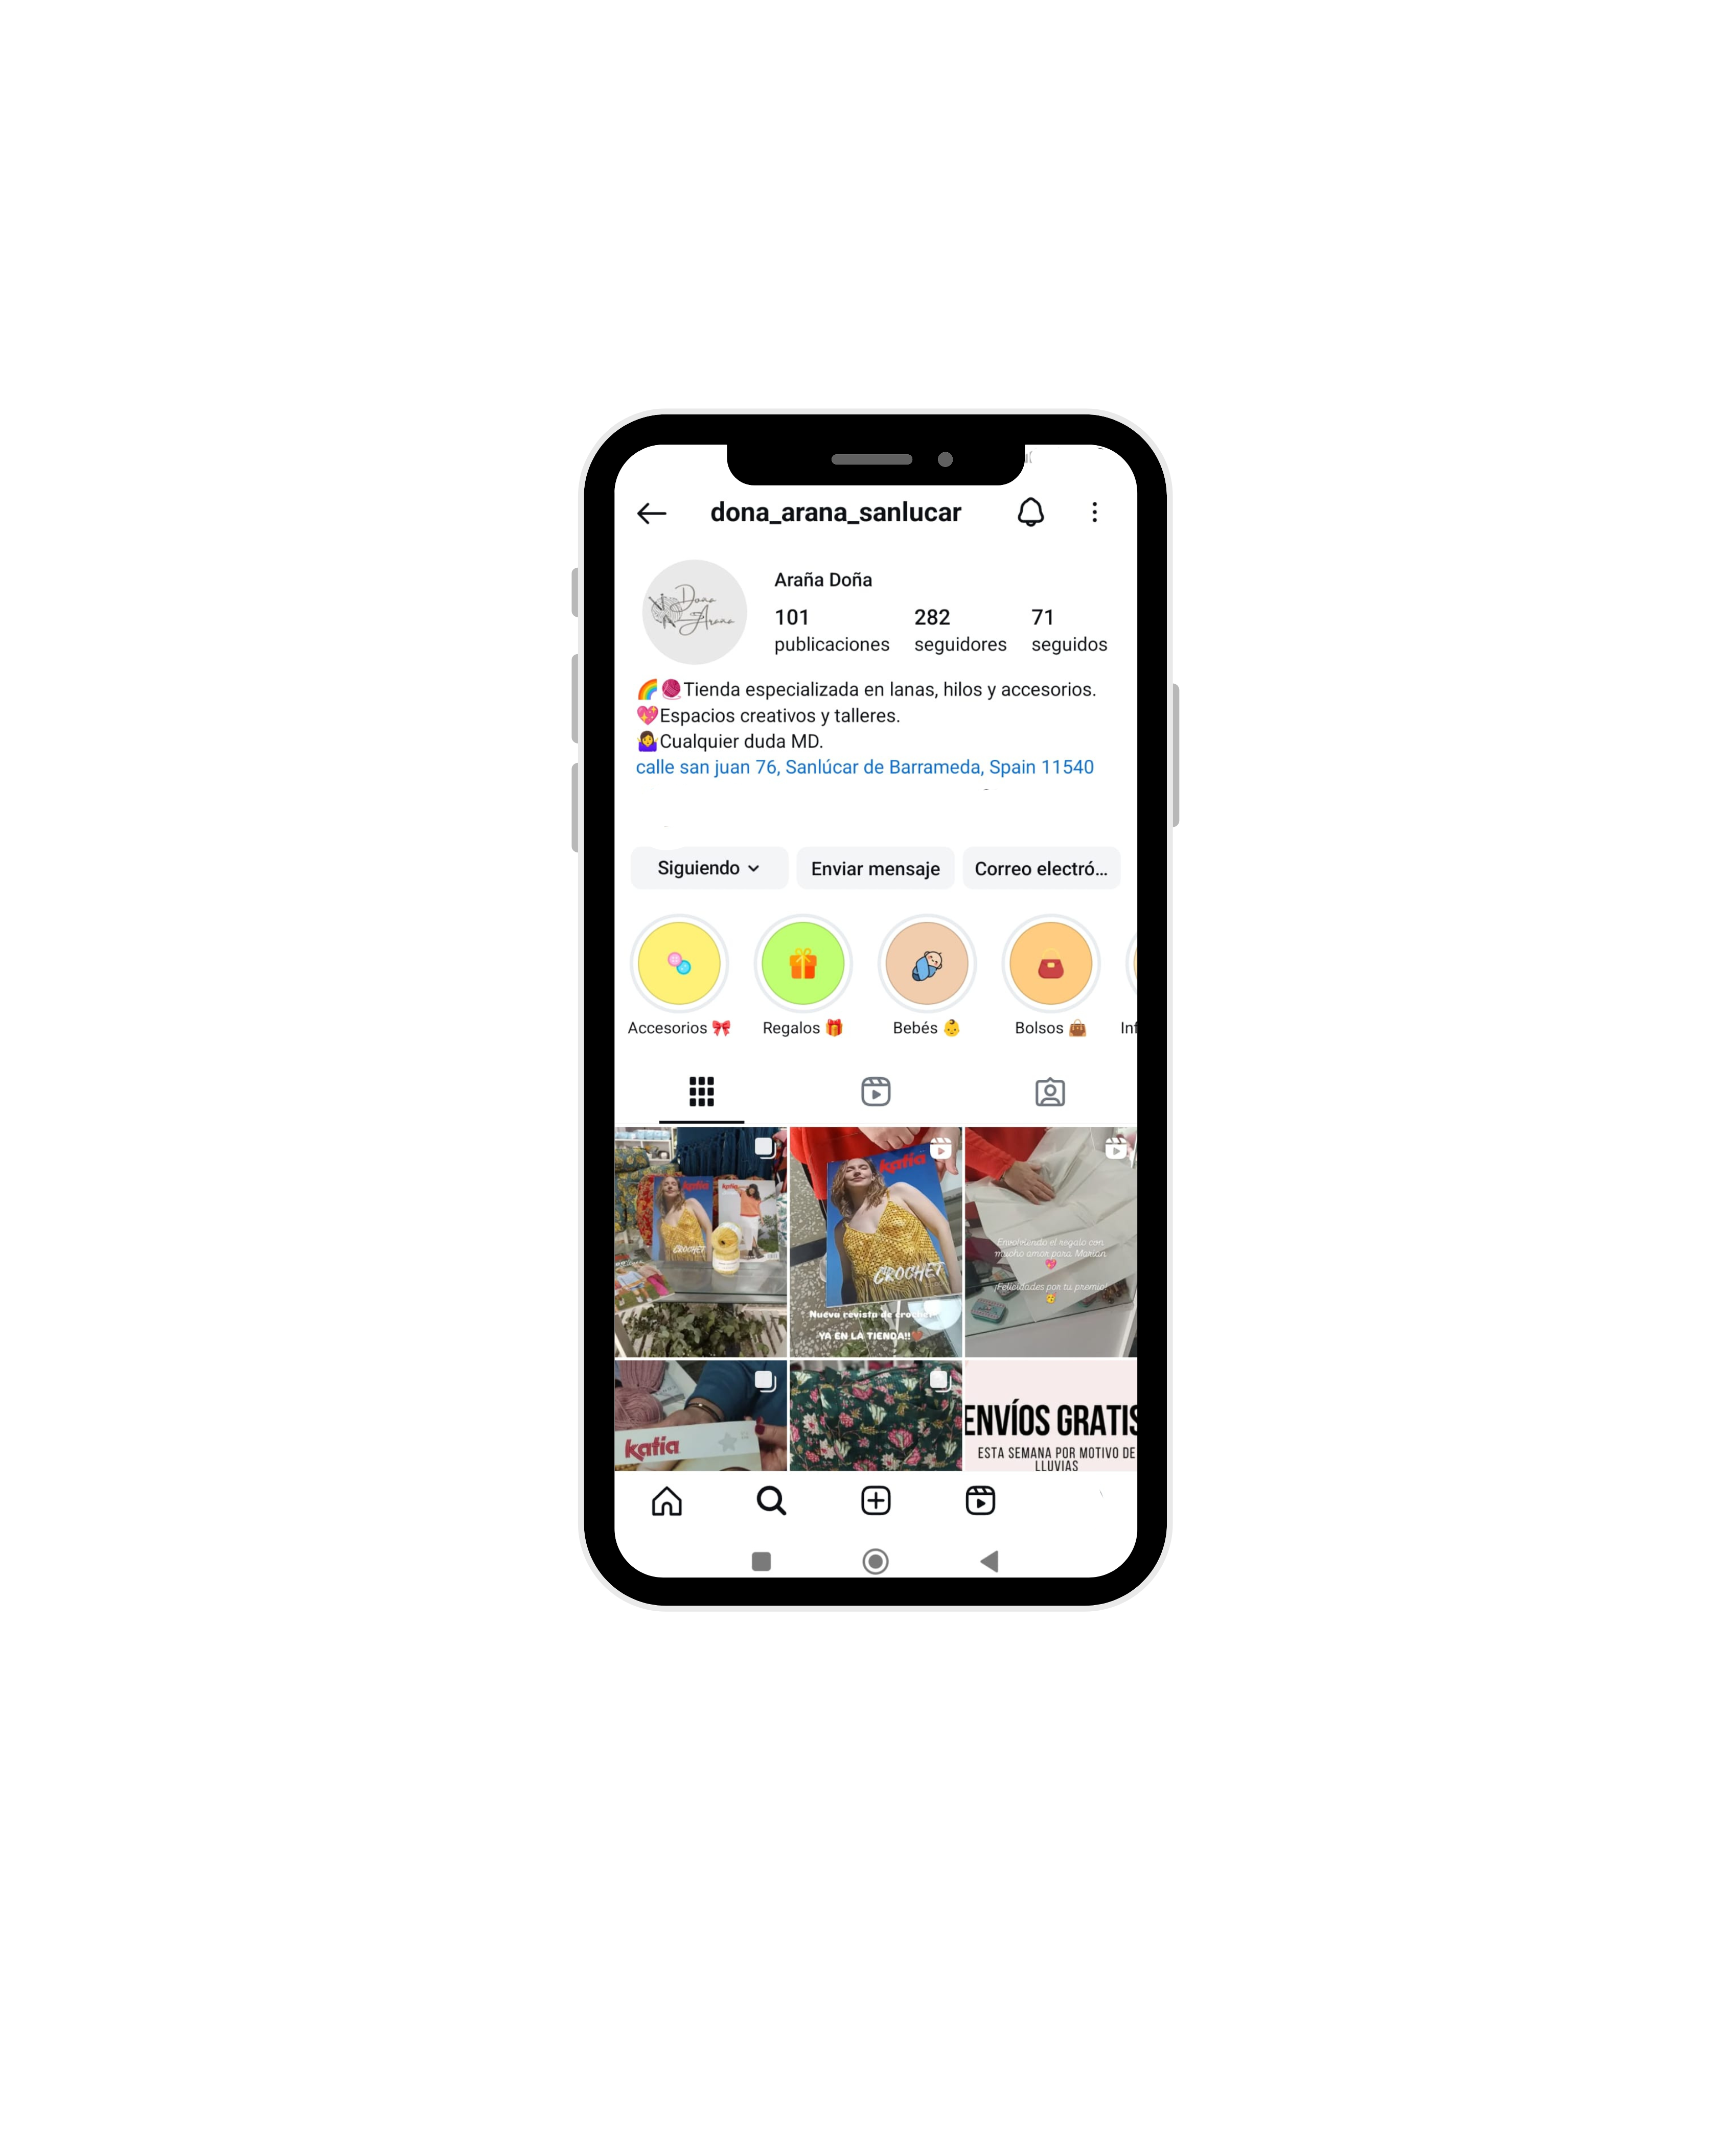 dona_arana_sanlucar
Doña
Araña
Araña Doña
101 282 71
publicaciones seguidores seguidos
🌈🧶Tienda especializada en lanas, hilos y accesorios.
💖Espacios creativos y talleres.
🤷‍♀️Cualquier duda MD.
calle san juan 76, Sanlúcar de Barrameda, Spain 11540
Siguiendo Enviar mensaje Correo electró...
Accesorios 🎀 Regalos 🎁 Bebés 👶 Bolsos 👜 Inf
katia
katia
CROCHET
katia
CROCHET
Nueva revista de
YA EN LA TIENDA!!
Envolviendo el regalo con
mucho amor para Marian
💖
¡Felicidades por tu premio!
🥳
katia
ENVÍOS GRATIS
ESTA SEMANA POR MOTIVO DE
LLUVIAS